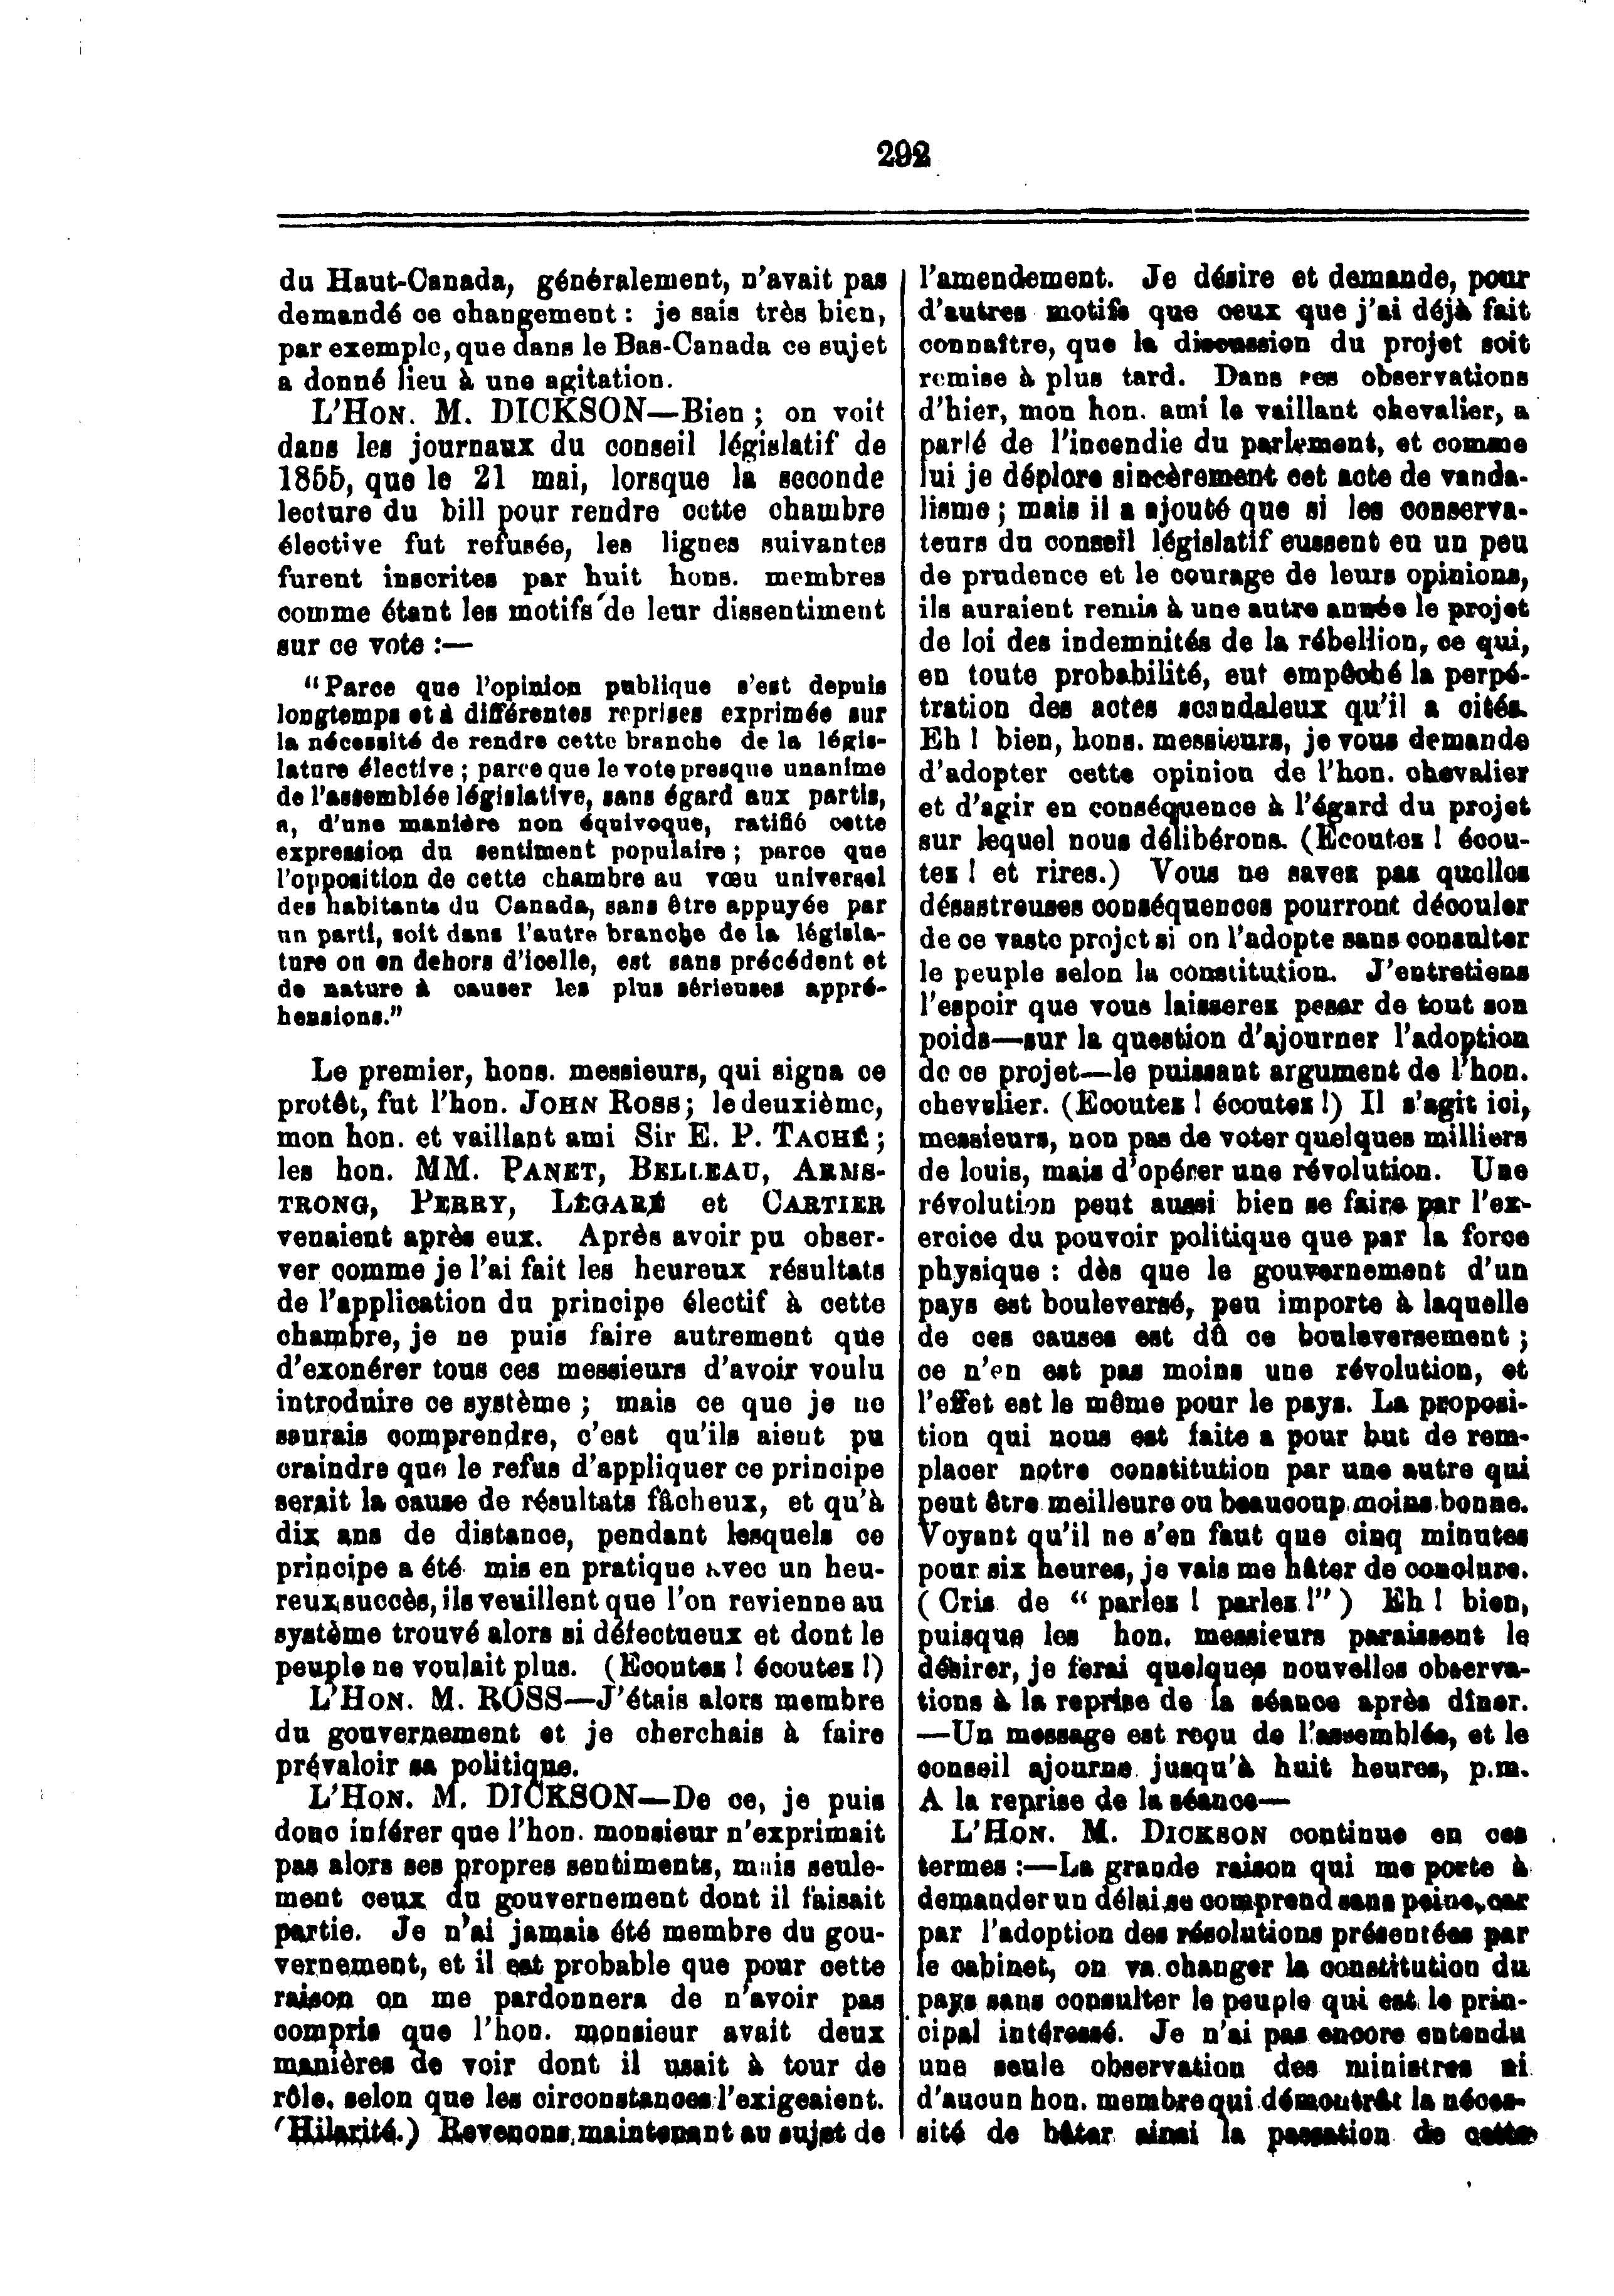 292
du Haut-Canada, généralement, n'avait pas
demandé ce changement : je sais très bien,
par exemple, que dans le Bas-Canada ce sujet
a donné lieu à une agitation.
L'HON. M. DICKSON—Bien ; on voit
dans les journaux du conseil législatif de
1855, que le 21 mai, lorsque la seconde
lecture du bill pour rendre cette chambre
élective fut refusée, les lignes suivantes
furent inscrites par huit hons. membres
comme étant les motifs de leur dissentiment
sur ce vote :—
"Parce que l'opinion publique s'est depuis
longtemps et à différentes reprises exprimée sur
la nécessité de rendre cette branche de la légis-
lature élective ; parce que le vote presque unanime
de l'assemblée législative, sans égard aux partis,
a, d'une manière non équivoque, ratifié cette
expression du sentiment populaire ; parce que
l'opposition de cette chambre au vœu universel
des habitants du Canada, sans être appuyée par
un parti, soit dans l'autre branche de la législa-
ture ou en dehors d'icelle, est sans précédent et
de nature à causer les plus sérieuses appré-
hensions."
Le premier, hons. messieurs, qui signa ce
protêt, fut l'hon. JOHN ROSS ; le deuxième,
mon hon. et vaillant ami Sir E. P. TACHÉ ;
les hon. MM. PANET, BELLEAU, ARMS-
TRONG, PERRY, LÉGARÉ et CARTIER
venaient après eux. Après avoir pu obser-
ver comme je l'ai fait les heureux résultats
de l'application du principe électif à cette
chambre, je ne puis faire autrement que
d'exonérer tous ces messieurs d'avoir voulu
introduire ce système ; mais ce que je ne
saurais comprendre, c'est qu'ils aient pu
craindre que le refus d'appliquer ce principe
serait la cause de résultats fâcheux, et qu'à
dix ans de distance, pendant lesquels ce
principe a été mis en pratique avec un heu-
reux succès, ils veuillent que l'on revienne au
système trouvé alors si défectueux et dont le
peuple ne voulait plus. (Ecoutez ! écoutez !)
L'HON. M. ROSS—J'étais alors membre
du gouvernement et je cherchais à faire
prévaloir sa politique.
L'HON. M. DICKSON—De ce, je puis
donc inférer que l'hon. monsieur n'exprimait
pas alors ses propres sentiments, mais seule-
ment ceux du gouvernement dont il faisait
partie. Je n'ai jamais été membre du gou-
vernement, et il est probable que pour cette
raison on me pardonnera de n'avoir pas
compris que l'hon. monsieur avait deux
manières de voir dont il usait à tour de
rôle, selon que les circonstances l'exigeaient.
(Hilarité.) Revenons maintenant au sujet de
l'amendement. Je désire et demande, pour
d'autres motifs que ceux que j'ai déjà fait
connaître, que la discussion du projet soit
remise à plus tard. Dans ses observations
d'hier, mon hon. ami le vaillant chevalier, a
parlé de l'incendie du parlement, et comme
lui je déplore sincèrement cet acte de vanda-
lisme ; mais il a ajouté que si les conserva-
teurs du conseil législatif eussent eu un peu
de prudence et le courage de leurs opinions,
ils auraient remis à une autre année le projet
de loi des indemnités de la rébellion, ce qui,
en toute probabilité, eut empêché la perpé-
tration des actes scandaleux qu'il a cités.
Eh ! bien, hons. messieurs, je vous demande
d'adopter cette opinion de l'hon. chevalier
et d'agir en conséquence à l'égard du projet
sur lequel nous délibérons. (Ecoutez ! écou-
tez ! et rires.) Vous ne savez pas quelles
désastreuses conséquences pourront découler
de ce vaste projet si on l'adopte sans consulter
le peuple selon la constitution. J'entretiens
l'espoir que vous laisserez peser de tout son
poids—sur la question d'ajourner l'adoption
de ce projet—le puissant argument de l'hon.
chevalier. (Ecoutez ! écoutez !) Il s'agit ici,
messieurs, non pas de voter quelques milliers
de louis, mais d'opérer une révolution. Une
révolution peut aussi bien se faire par l'ex-
ercice du pouvoir politique que par la force
physique : dès que le gouvernement d'un
pays est bouleversé, peu importe à laquelle
de ces causes est dû ce bouleversement ;
ce n'en est pas moins une révolution, et
l'effet est le même pour le pays. La proposi-
tion qui nous est faite a pour but de rem-
placer notre constitution par une autre qui
peut être meilleure ou beaucoup moins bonne.
Voyant qu'il ne s'en faut que cinq minutes
pour six heures, je vais me hâter de conclure.
(Cris de "parlez ! parlez !") Eh ! bien,
puisque les hon. messieurs paraissent le
désirer, je ferai quelques nouvelles observa-
tions à la reprise de la séance après dîner.
—Un message est reçu de l'assemblée, et le
conseil ajourne jusqu'à huit heures, p.m.
A la reprise de la séance—
L'HON. M. DICKSON continue en ces
termes :—La grande raison qui me porte à
demander un délai se comprend sans peine, car
par l'adoption des résolutions présentées par
le cabinet, on va changer la constitution du
pays sans consulter le peuple qui est le prin-
cipal intéressé. Je n'ai pas encore entendu
une seule observation des ministres ni
d'aucun hon. membre qui démontrât la néces-
sité de hâter ainsi la passation de cette